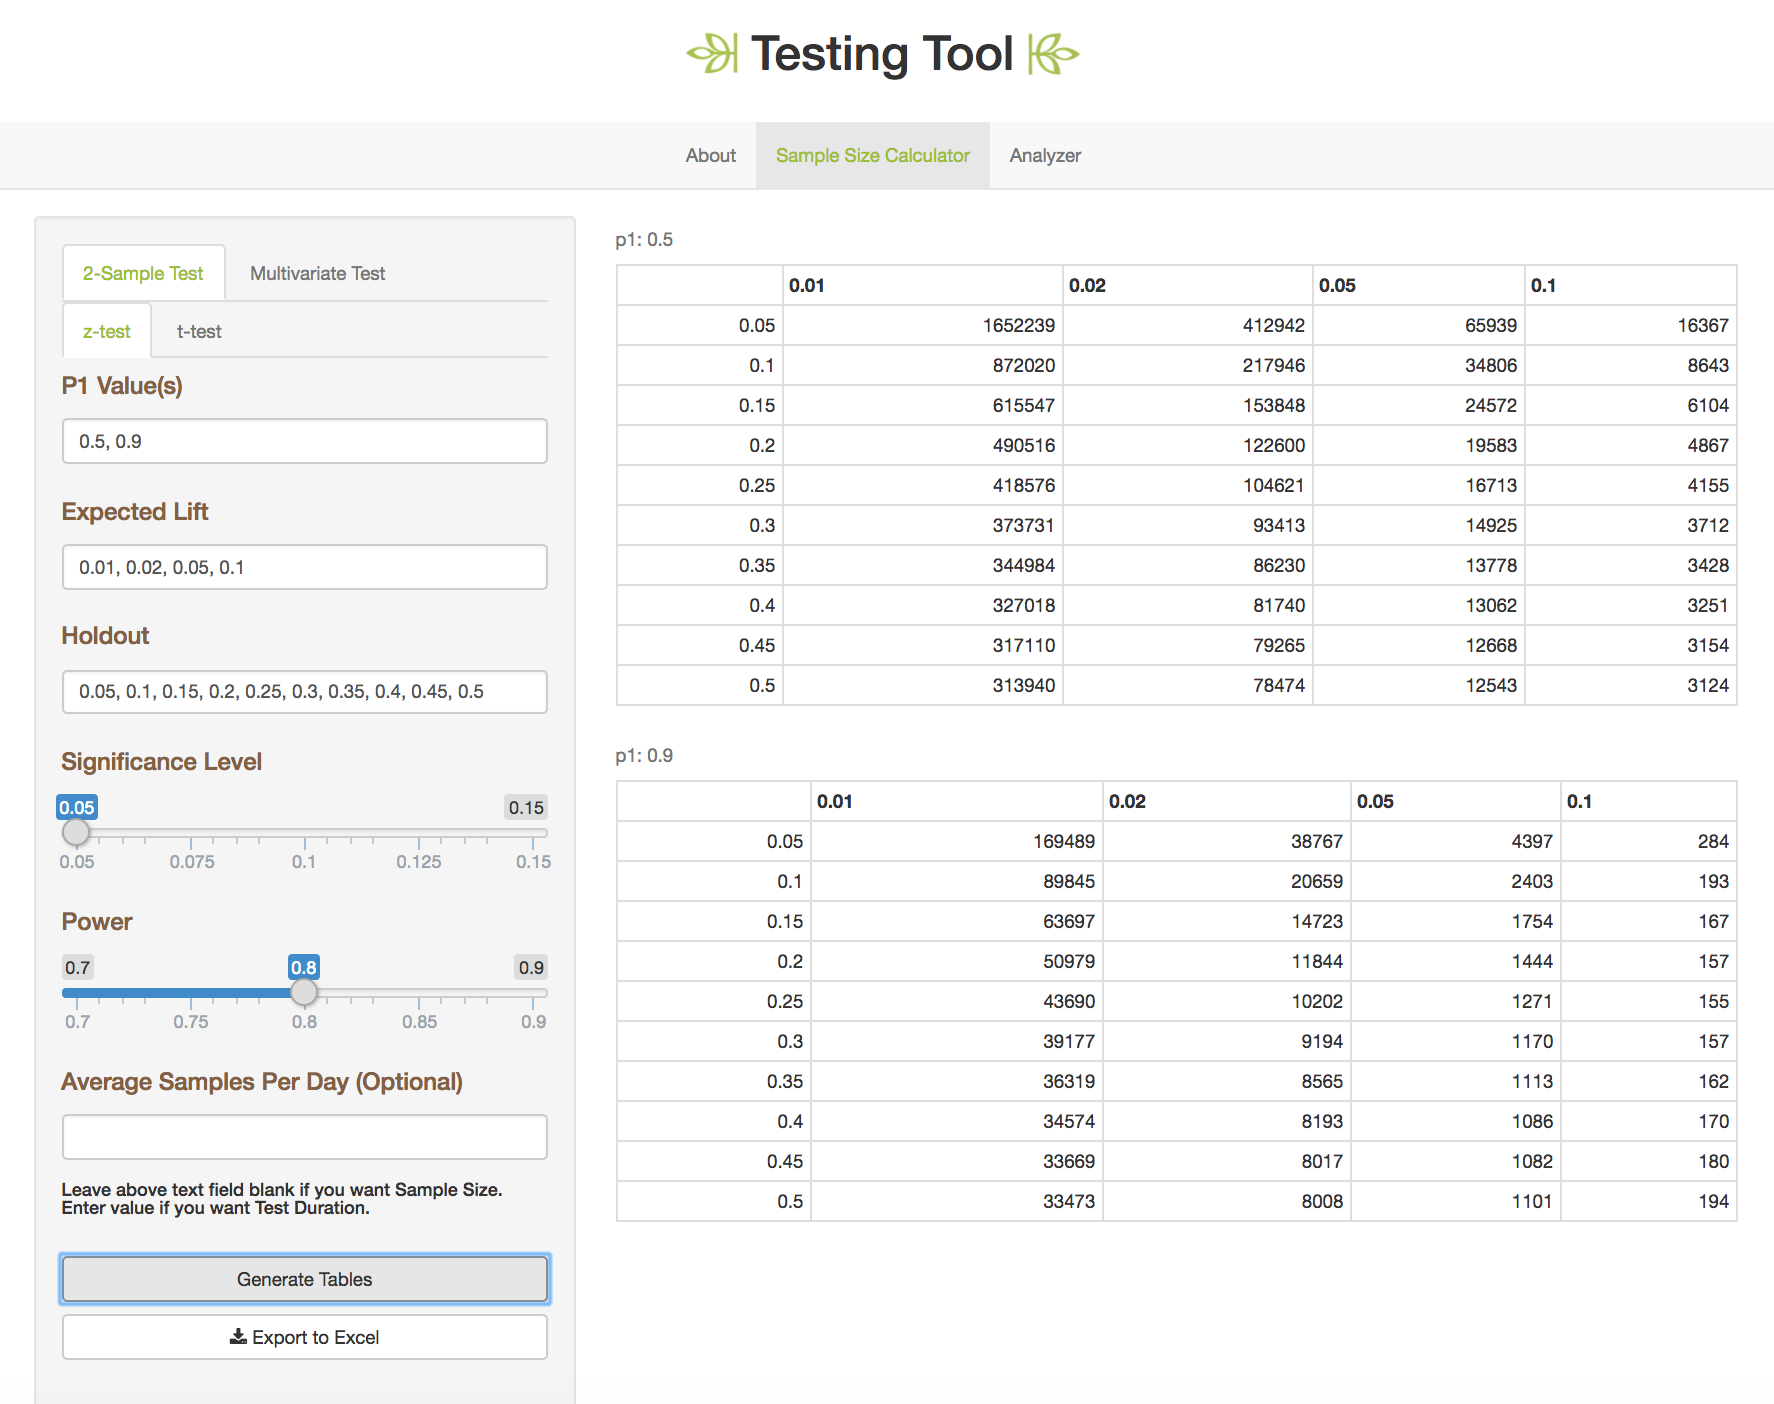 Testing Tool
About Sample Size Calculator Analyzer
2-Sample Test Multivariate Test
z-test t-test
P1 Value(s)
0.5, 0.9
Expected Lift
0.01, 0.02, 0.05, 0.1
Holdout
0.05, 0.1, 0.15, 0.2, 0.25, 0.3, 0.35, 0.4, 0.45, 0.5
Significance Level
0.05 0.15
0.05 0.075 0.1 0.125 0.15
Power
0.7 0.8 0.9
0.7 0.75 0.8 0.85 0.9
Average Samples Per Day (Optional)
Leave above text field blank if you want Sample Size.
Enter value if you want Test Duration.
Generate Tables
Export to Excel
p1: 0.5
0.01 0.02 0.05 0.1
0.05 1652239 412942 65939 16367
0.1 872020 217946 34806 8643
0.15 615547 153848 24572 6104
0.2 490516 122600 19583 4867
0.25 418576 104621 16713 4155
0.3 373731 93413 14925 3712
0.35 344984 86230 13778 3428
0.4 327018 81740 13062 3251
0.45 317110 79265 12668 3154
0.5 313940 78474 12543 3124
p1: 0.9
0.01 0.02 0.05 0.1
0.05 169489 38767 4397 284
0.1 89845 20659 2403 193
0.15 63697 14723 1754 167
0.2 50979 11844 1444 157
0.25 43690 10202 1271 155
0.3 39177 9194 1170 157
0.35 36319 8565 1113 162
0.4 34574 8193 1086 170
0.45 33669 8017 1082 180
0.5 33473 8008 1101 194